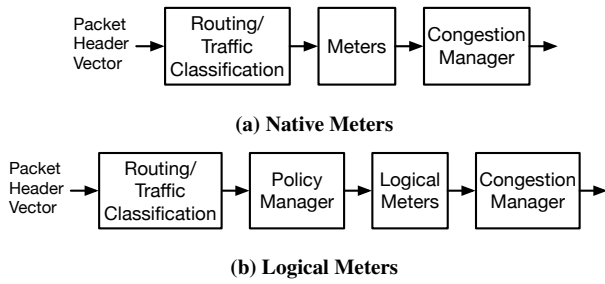 Packet
Header
Vector
Routing/
Traffic
Classification
Meters
Congestion
Manager
(a) Native Meters
Packet
Header
Vector
Routing/
Traffic
Classification
Policy
Manager
Logical
Meters
Congestion
Manager
(b) Logical Meters